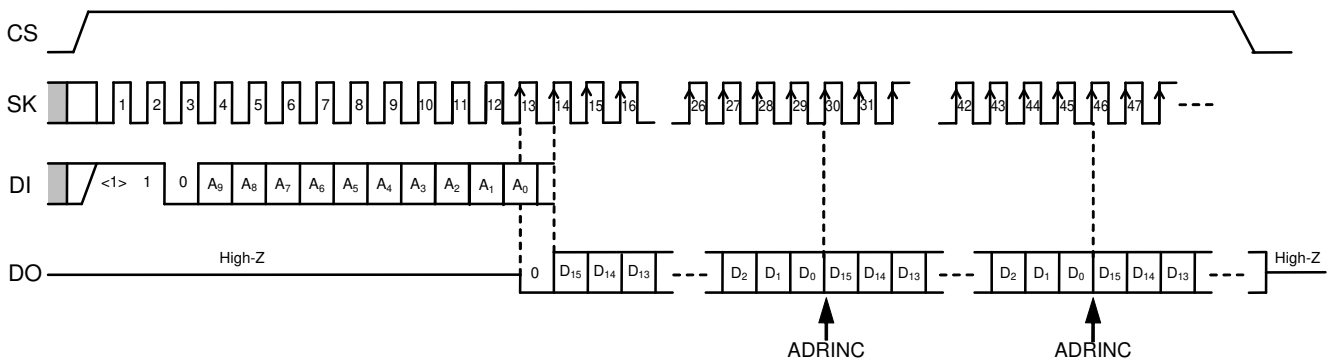 CS
SK 1 2 3 4 5 6 7 8 9 10 11 12 13 14 15 16 26 27 28 29 30 31 42 43 44 45 46 47
DI <1> 1 0 A₉ A₈ A₇ A₆ A₅ A₄ A₃ A₂ A₁ A₀
DO High-Z 0 D₁₅ D₁₄ D₁₃ D₂ D₁ D₀ D₁₅ D₁₄ D₁₃ D₂ D₁ D₀ D₁₅ D₁₄ D₁₃ High-Z
ADRINC ADRINC